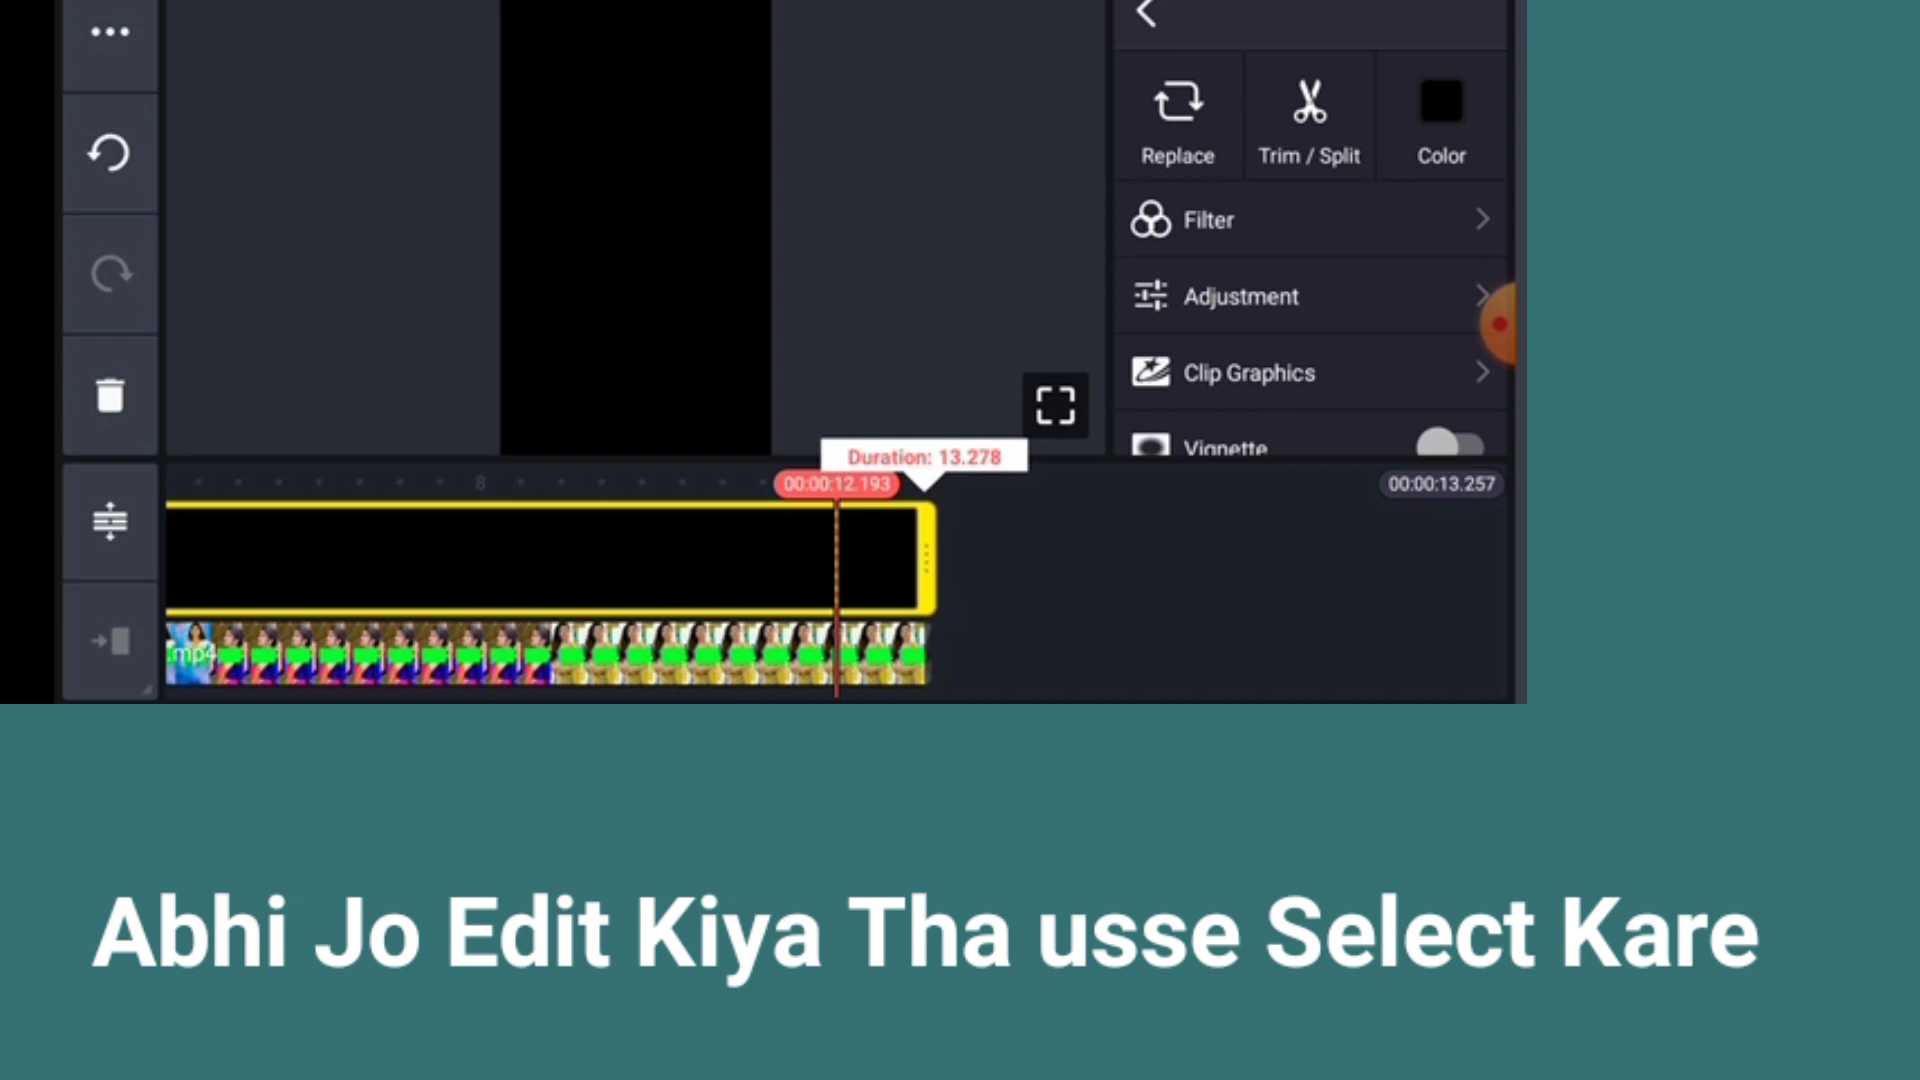 Replace
Trim / Split
Color
Filter
Adjustment
Clip Graphics
Vignette
Duration: 13.278
8
00:00:12.193
00:00:13.257
mp4
Abhi Jo Edit Kiya Tha usse Select Kare